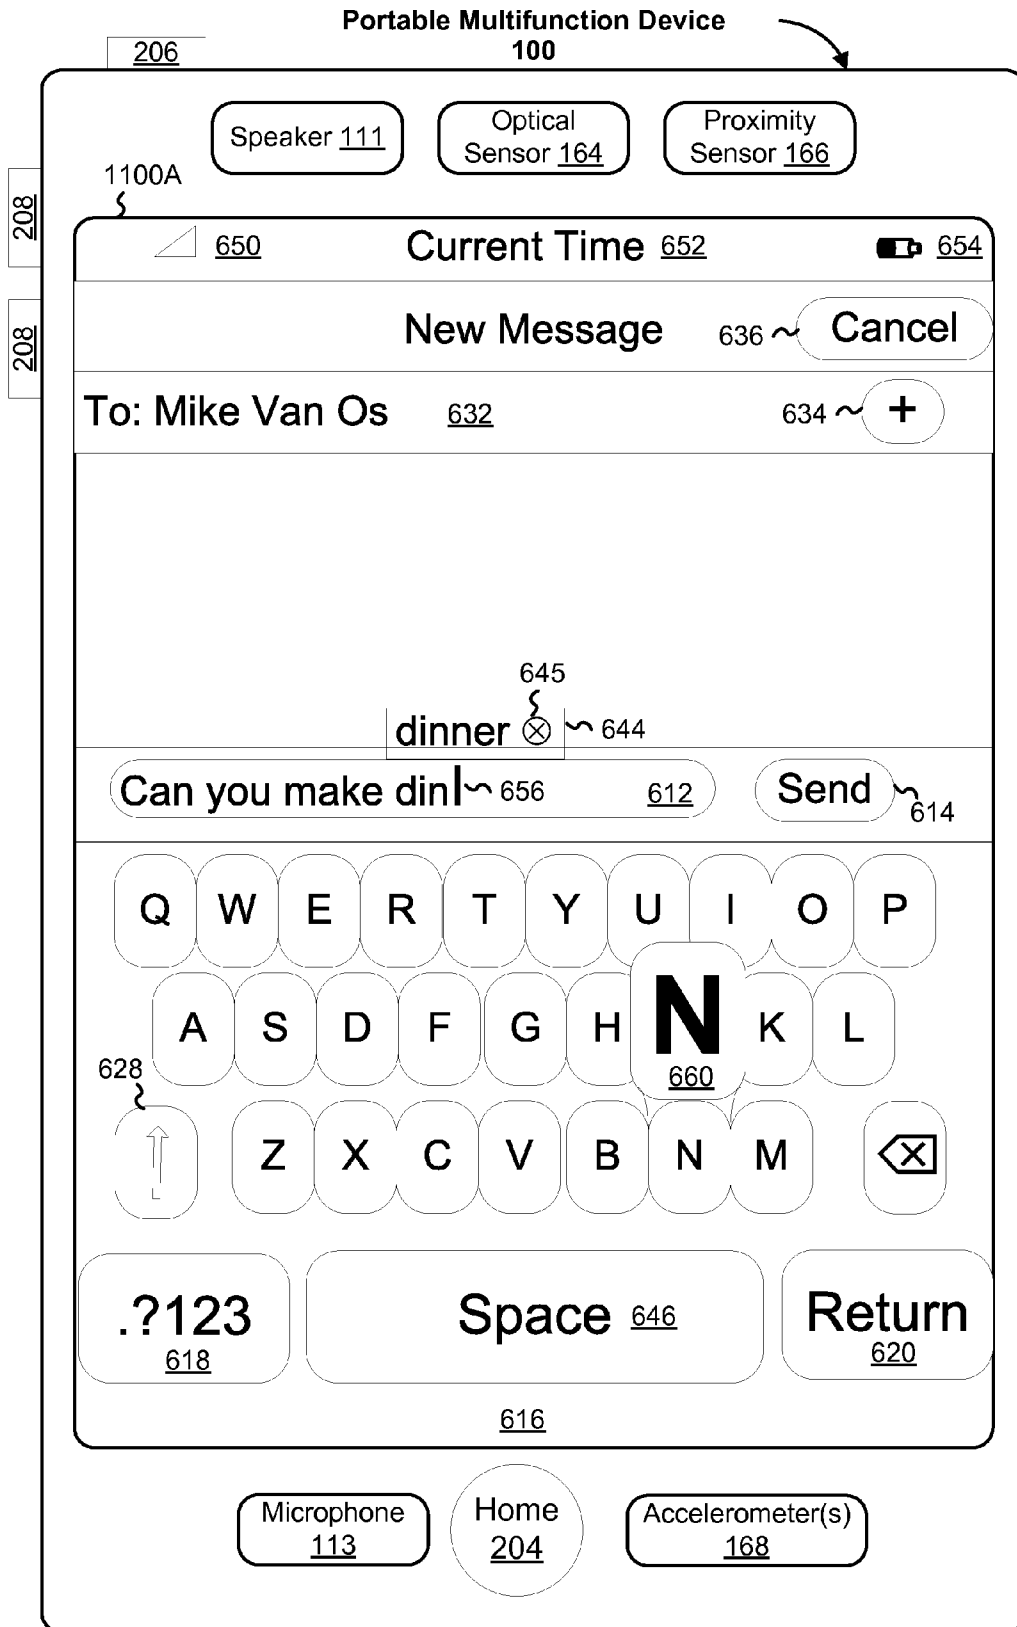 Portable Multifunction Device
100
206
Speaker 111
Optical
Sensor 164
Proximity
Sensor 166
208
208
1100A
650
Current Time 652
654
New Message
636
Cancel
To: Mike Van Os
632
634
+
645
dinner
644
Can you make din
656
612
Send
614
Q W E R T Y U I O P
A S D F G H N K L
660
628
Z X C V B N M
.?123
618
Space 646
Return
620
616
Microphone
113
Home
204
Accelerometer(s)
168